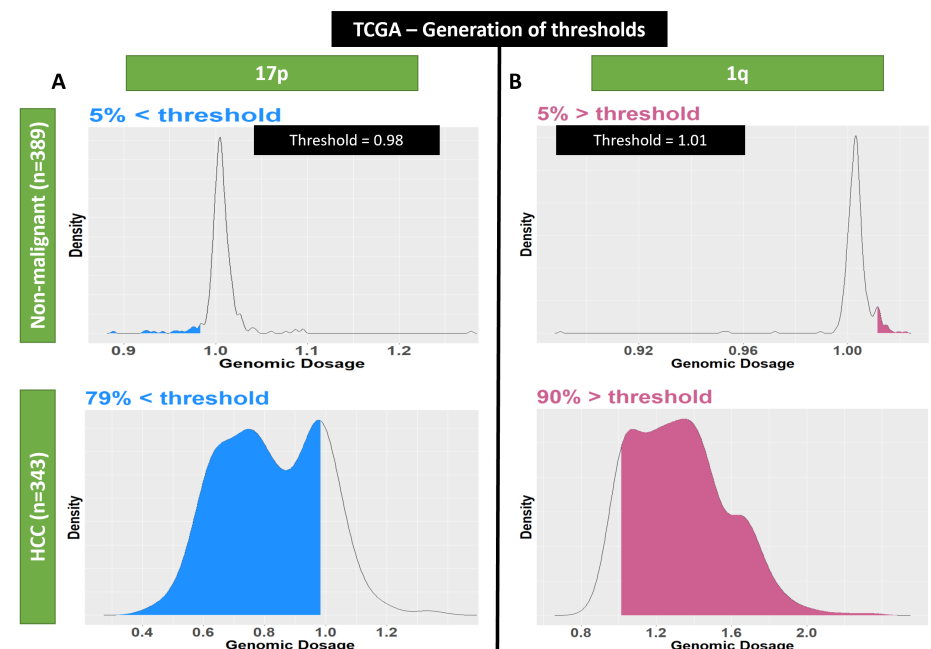 TCGA – Generation of thresholds
A
17p
B
1q
Non-malignant (n=389)
5% < threshold
Threshold = 0.98
Density
0.9
1.0
1.1
1.2
Genomic Dosage
5% > threshold
Threshold = 1.01
Density
0.92
0.96
1.00
Genomic Dosage
HCC (n=343)
79% < threshold
Density
0.4
0.6
0.8
1.0
1.2
Genomic Dosage
90% > threshold
Density
0.8
1.2
1.6
2.0
Genomic Dosage